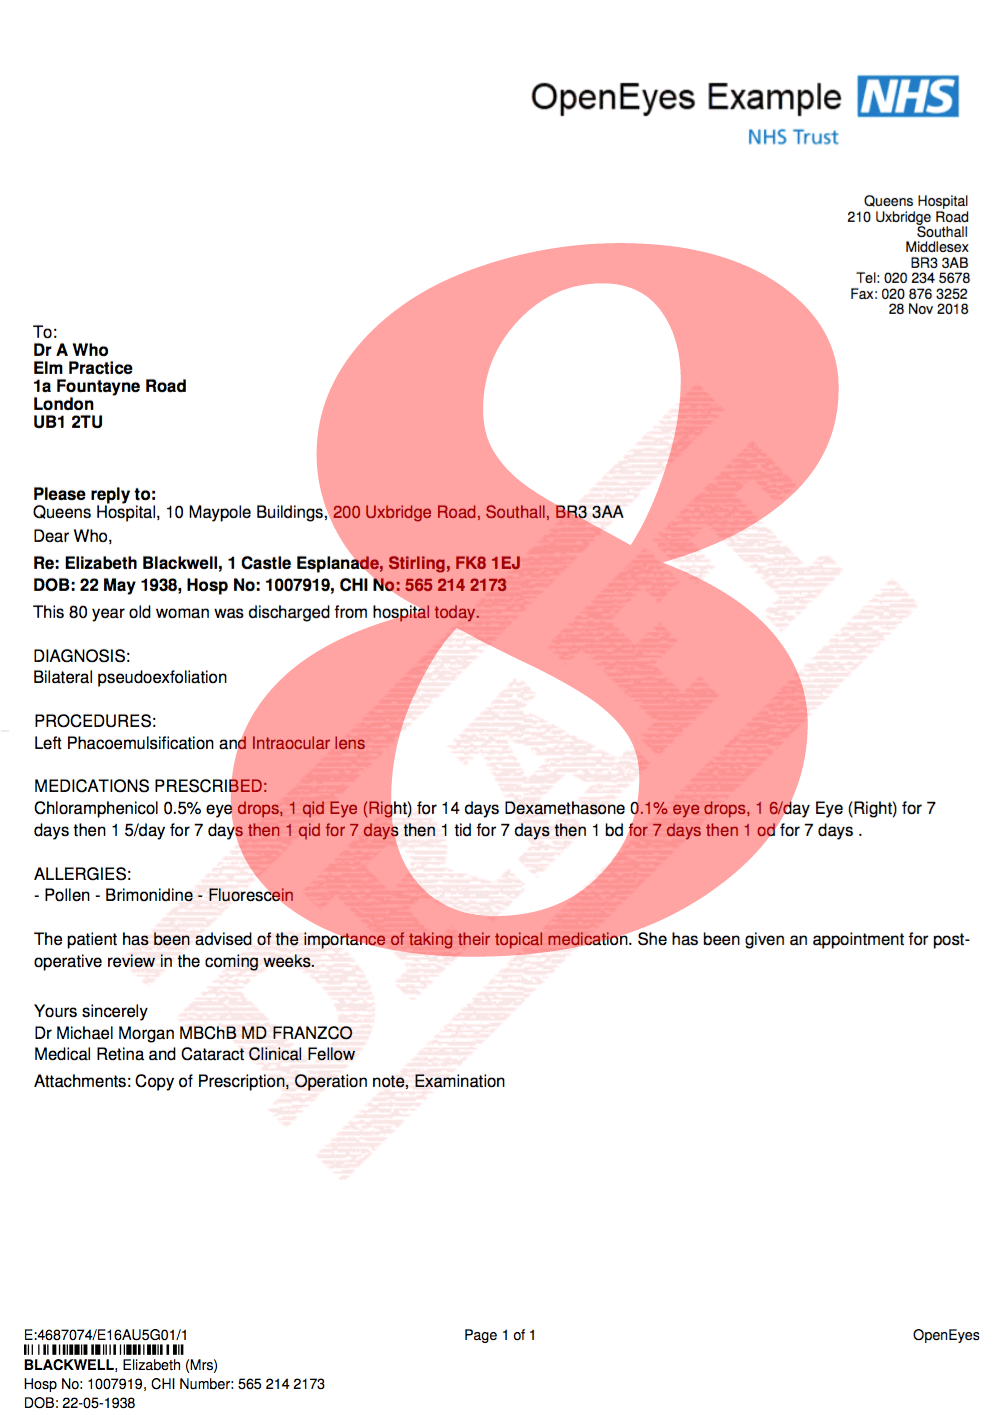 OpenEyes Example NHS
NHS Trust
Queens Hospital
210 Uxbridge Road
Southall
Middlesex
BR3 3AB
Tel: 020 234 5678
Fax: 020 876 3252
28 Nov 2018
To:
Dr A Who
Elm Practice
1a Fountayne Road
London
UB1 2TU
Please reply to:
Queens Hospital, 10 Maypole Buildings, 200 Uxbridge Road, Southall, BR3 3AA
Dear Who,
Re: Elizabeth Blackwell, 1 Castle Esplanade, Stirling, FK8 1EJ
DOB: 22 May 1938, Hosp No: 1007919, CHI No: 565 214 2173
This 80 year old woman was discharged from hospital today.
DIAGNOSIS:
Bilateral pseudoexfoliation
PROCEDURES:
Left Phacoemulsification and Intraocular lens
MEDICATIONS PRESCRIBED:
Chloramphenicol 0.5% eye drops, 1 qid Eye (Right) for 14 days Dexamethasone 0.1% eye drops, 1 6/day Eye (Right) for 7
days then 1 5/day for 7 days then 1 qid for 7 days then 1 tid for 7 days then 1 bd for 7 days then 1 od for 7 days .
ALLERGIES:
- Pollen - Brimonidine - Fluorescein
The patient has been advised of the importance of taking their topical medication. She has been given an appointment for post-
operative review in the coming weeks.
Yours sincerely
Dr Michael Morgan MBChB MD FRANZCO
Medical Retina and Cataract Clinical Fellow
Attachments: Copy of Prescription, Operation note, Examination
8
DRAFT
E:4687074/E16AU5G01/1
Page 1 of 1
OpenEyes
BLACKWELL, Elizabeth (Mrs)
Hosp No: 1007919, CHI Number: 565 214 2173
DOB: 22-05-1938